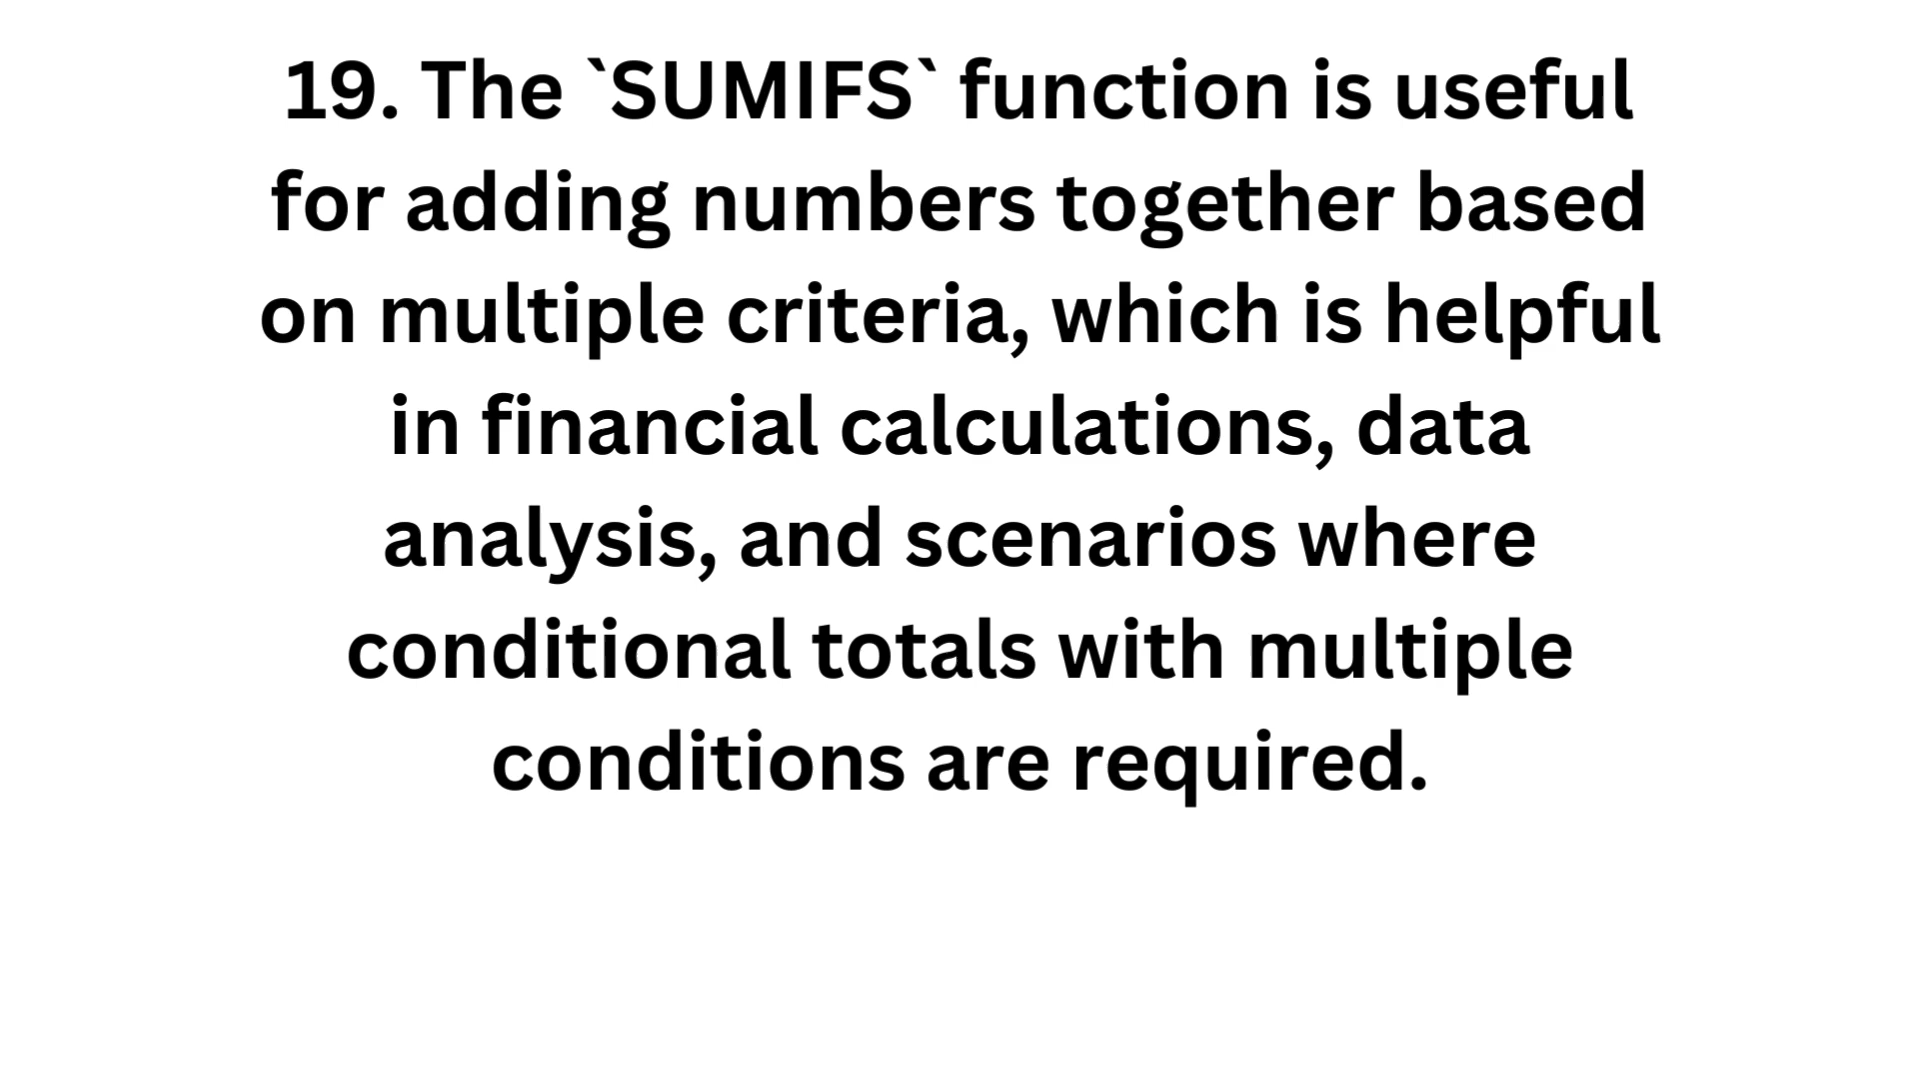 19. The `SUMIFS` function is useful
for adding numbers together based
on multiple criteria, which is helpful
in financial calculations, data
analysis, and scenarios where
conditional totals with multiple
conditions are required.